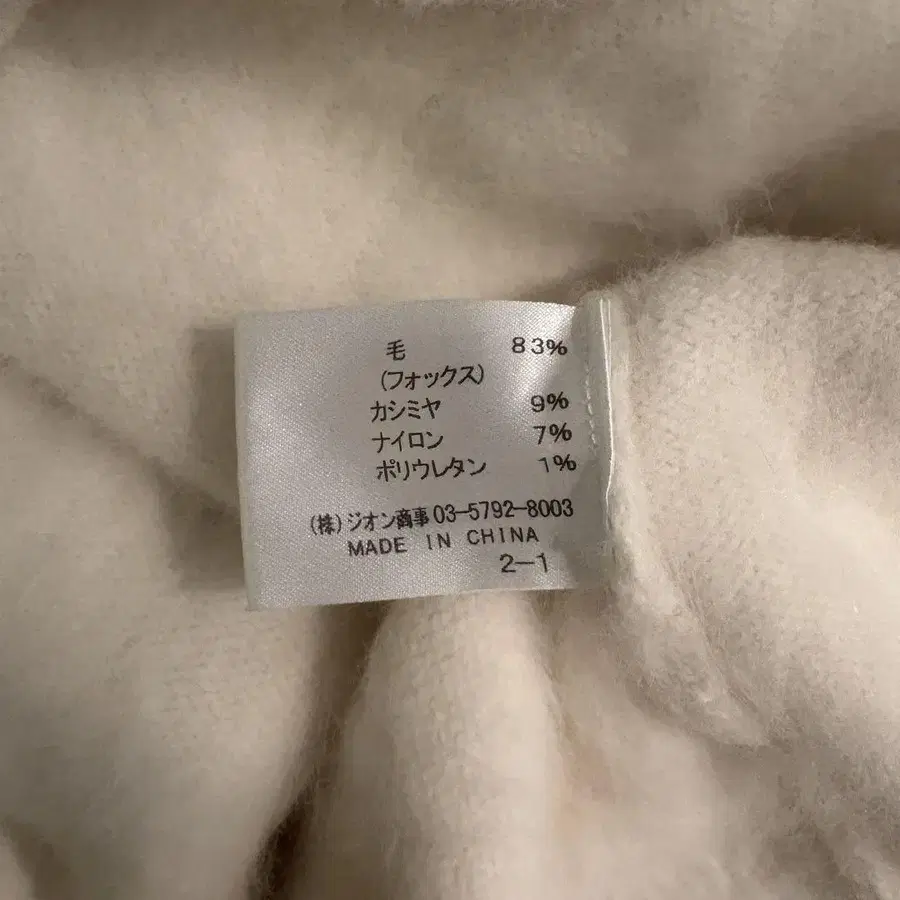 毛 83%
(フォックス)
カシミヤ 9%
ナイロン 7%
ポリウレタン 1%
(株)ジオン商事 03-5792-8003
MADE IN CHINA
2-1